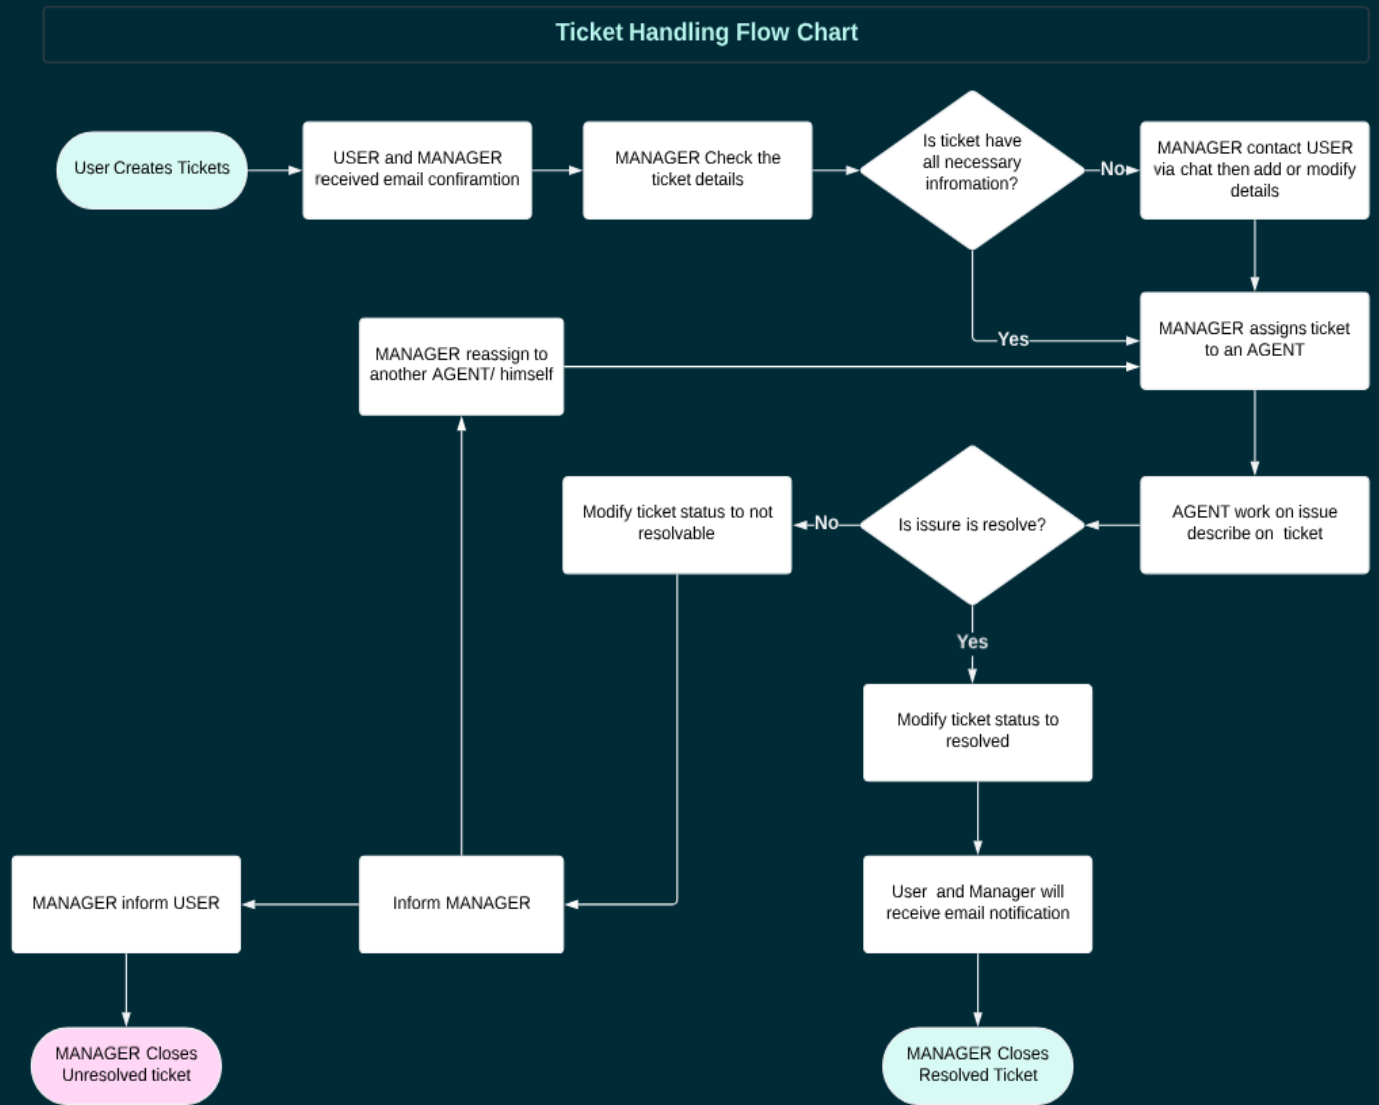 Ticket Handling Flow Chart
User Creates Tickets
USER and MANAGER
received email confiramtion
MANAGER Check the
ticket details
Is ticket have
all necessary
infromation?
No
MANAGER contact USER
via chat then add or modify
details
Yes
MANAGER assigns ticket
to an AGENT
MANAGER reassign to
another AGENT/ himself
Modify ticket status to not
resolvable
No
Is issure is resolve?
AGENT work on issue
describe on  ticket
Yes
Modify ticket status to
resolved
MANAGER inform USER
Inform MANAGER
User  and Manager will
receive email notification
MANAGER Closes
Unresolved ticket
MANAGER Closes
Resolved Ticket